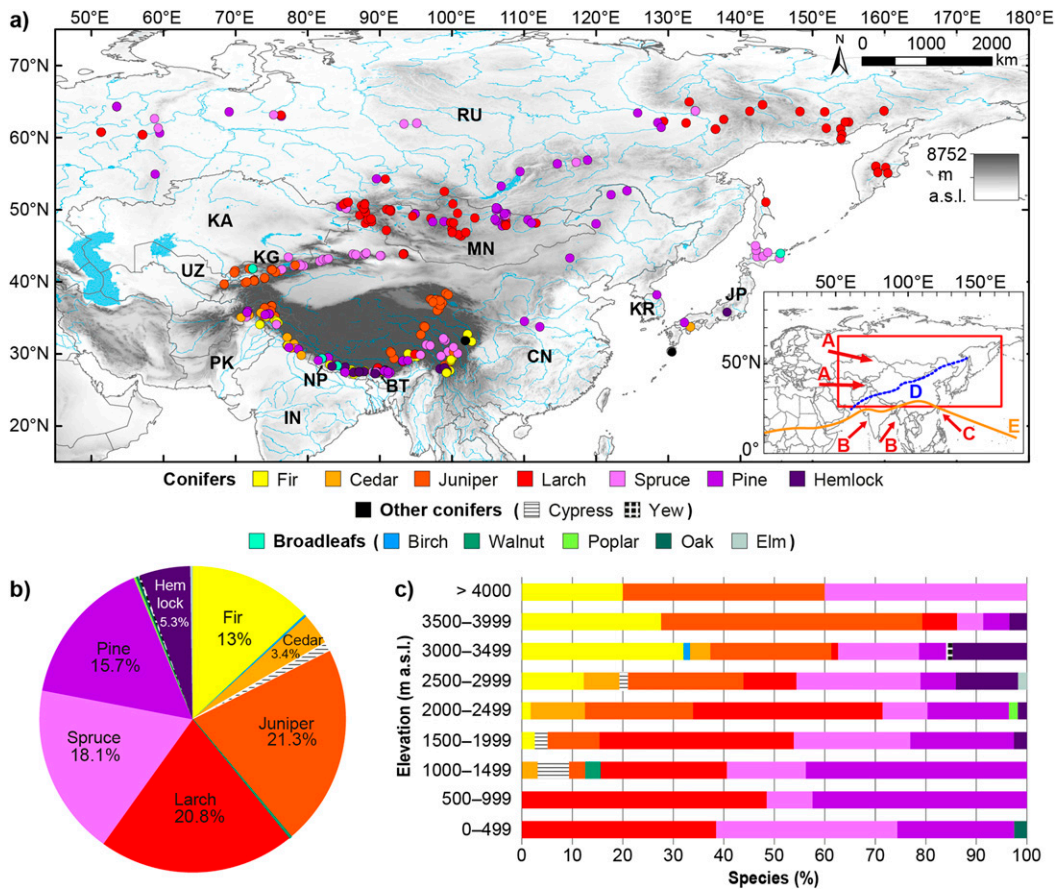 a)
50°E 60°E 70°E 80°E 90°E 100°E 110°E 120°E 130°E 140°E 150°E 160°E 170°E 180°E
70°N
60°N
50°N
40°N
30°N
20°N
N
0 1000 2000
km
8752
m
a.s.l.
RU
KA
MN
UZ
KG
KR
JP
PK
NP
BT
CN
IN
50°E 100°E 150°E
50°N
0°
A
A
D
E
B
B
C
Conifers Fir Cedar Juniper Larch Spruce Pine Hemlock
Other conifers ( Cypress Yew )
Broadleafs ( Birch Walnut Poplar Oak Elm )
b)
Hem
lock
5.3%
Fir
13%
Cedar
3.4%
Pine
15.7%
Juniper
21.3%
Spruce
18.1%
Larch
20.8%
c)
Elevation (m a.s.l.)
> 4000
3500–3999
3000–3499
2500–2999
2000–2499
1500–1999
1000–1499
500–999
0–499
0 10 20 30 40 50 60 70 80 90 100
Species (%)